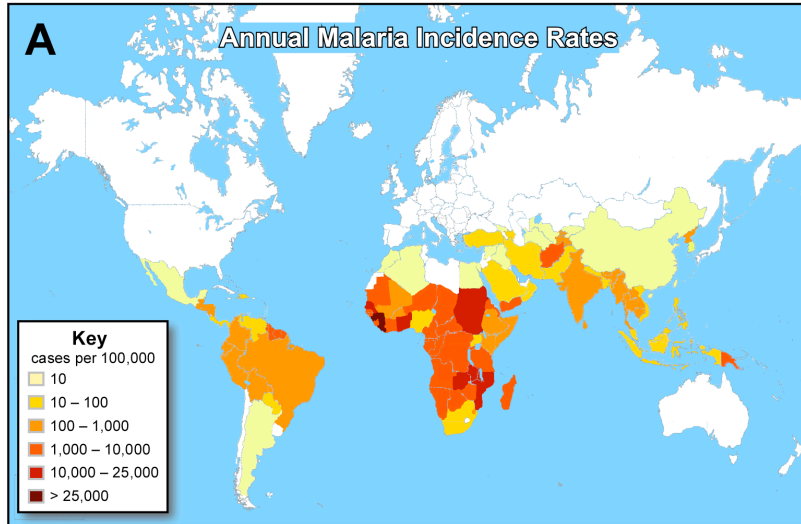 A
Annual Malaria Incidence Rates
Key
cases per 100,000
10
10 – 100
100 – 1,000
1,000 – 10,000
10,000 – 25,000
> 25,000